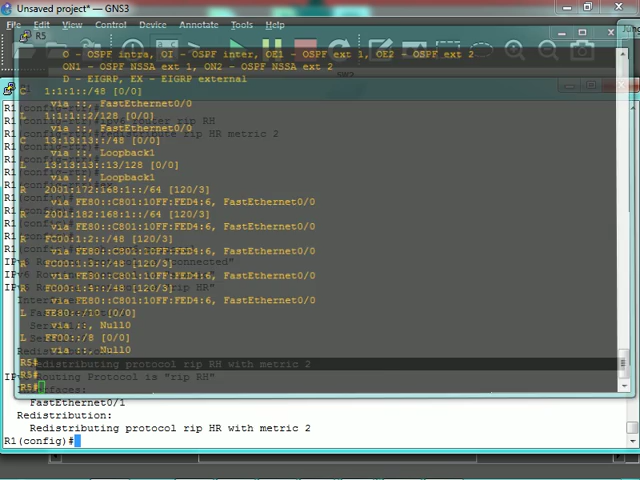 Unsaved project* — GNS3
File Edit View Control Device Annotate Tools Help
R5
O - OSPF intra, OI - OSPF inter, OE1 - OSPF ext 1, OE2 - OSPF ext 2
ON1 - OSPF NSSA ext 1, ON2 - OSPF NSSA ext 2
D - EIGRP, EX - EIGRP external
C 1:1:1::/48 [0/0]
via ::, FastEthernet0/0
L 1:1:1::2/128 [0/0]
via ::, FastEthernet0/0
C 13:13:13::/48 [0/0]
via ::, Loopback1
L 13:13:13::13/128 [0/0]
via ::, Loopback1
R 2001:172:168:1::/64 [120/3]
via FE80::C801:10FF:FED4:6, FastEthernet0/0
R 2001:182:168:1::/64 [120/3]
via FE80::C801:10FF:FED4:6, FastEthernet0/0
R FC00:1:2::/48 [120/3]
via FE80::C801:10FF:FED4:6, FastEthernet0/0
R FC00:1:3::/48 [120/3]
via FE80::C801:10FF:FED4:6, FastEthernet0/0
R FC00:1:4::/48 [120/3]
via FE80::C801:10FF:FED4:6, FastEthernet0/0
L FE80::/10 [0/0]
via ::, Null0
L FF00::/8 [0/0]
via ::, Null0
R5#
R5#
R5#
Redistributing protocol rip RH with metric 2
IPv6 Routing Protocol is "rip RH"
Interfaces:
FastEthernet0/1
Redistribution:
Redistributing protocol rip HR with metric 2
R1(config)#